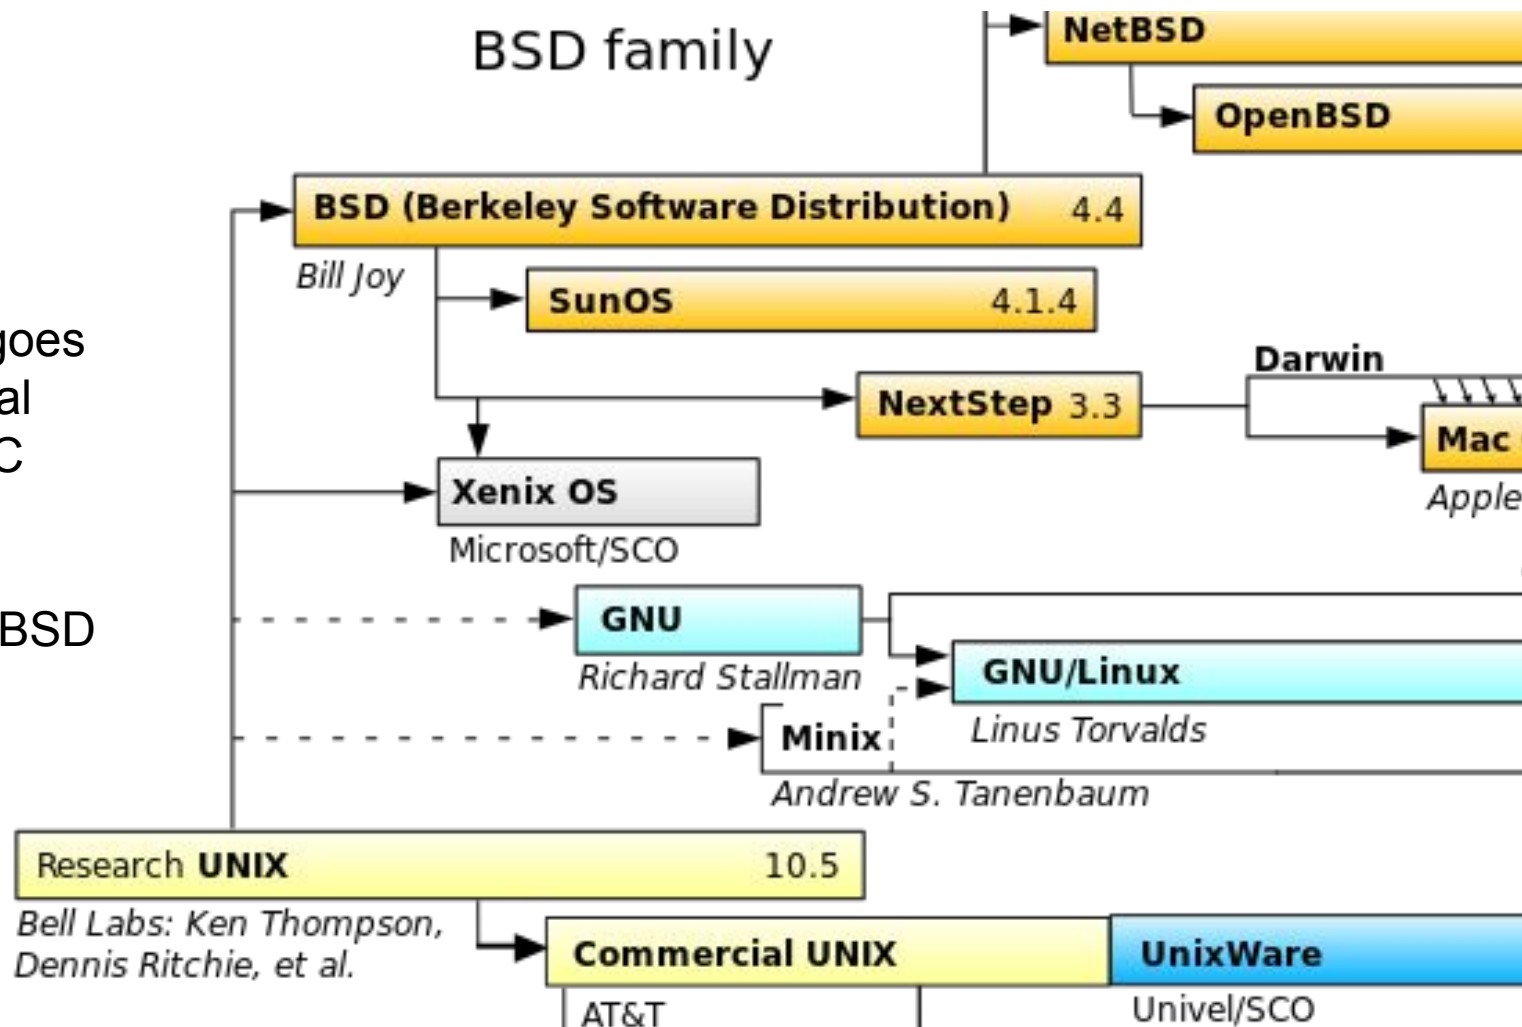 BSD family
NetBSD
OpenBSD
BSD (Berkeley Software Distribution) 4.4
Bill Joy
SunOS 4.1.4
goes
al
C
Darwin
NextStep 3.3
Mac
Apple
Xenix OS
Microsoft/SCO
BSD
GNU
Richard Stallman
GNU/Linux
Linus Torvalds
Minix
Andrew S. Tanenbaum
Research UNIX 10.5
Bell Labs: Ken Thompson,
Dennis Ritchie, et al.
Commercial UNIX
UnixWare
AT&T
Univel/SCO